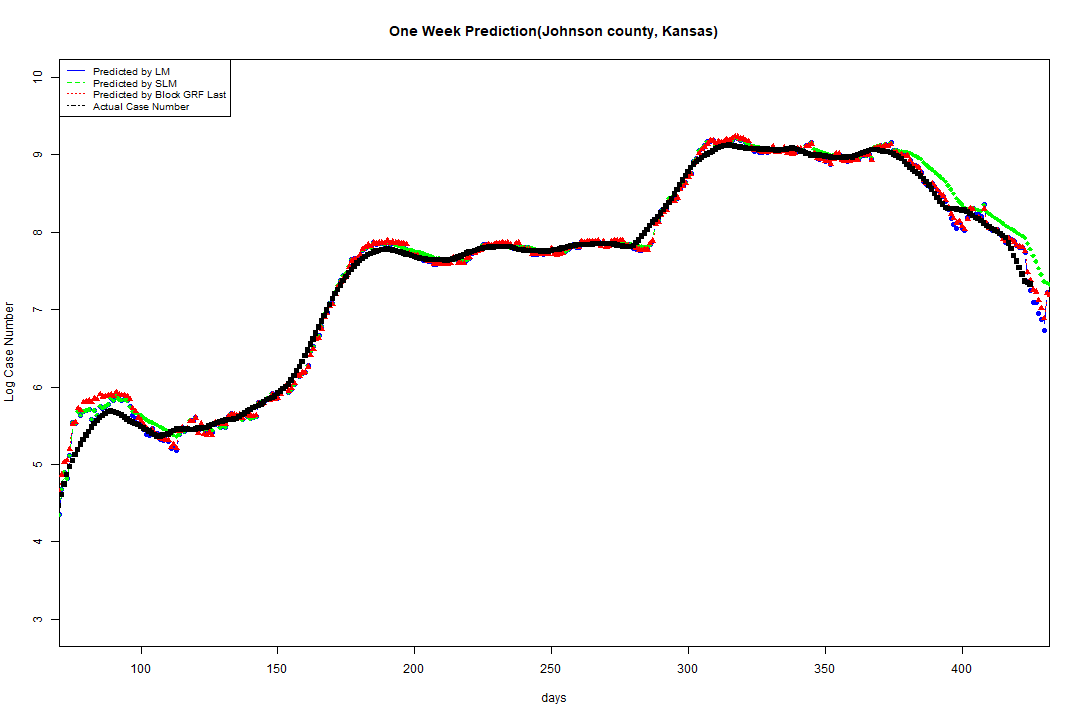 One Week Prediction(Johnson county, Kansas)
Predicted by LM
Predicted by SLM
Predicted by Block GRF Last
Actual Case Number
10
9
8
7
6
5
4
3
Log Case Number
100 150 200 250 300 350 400
days